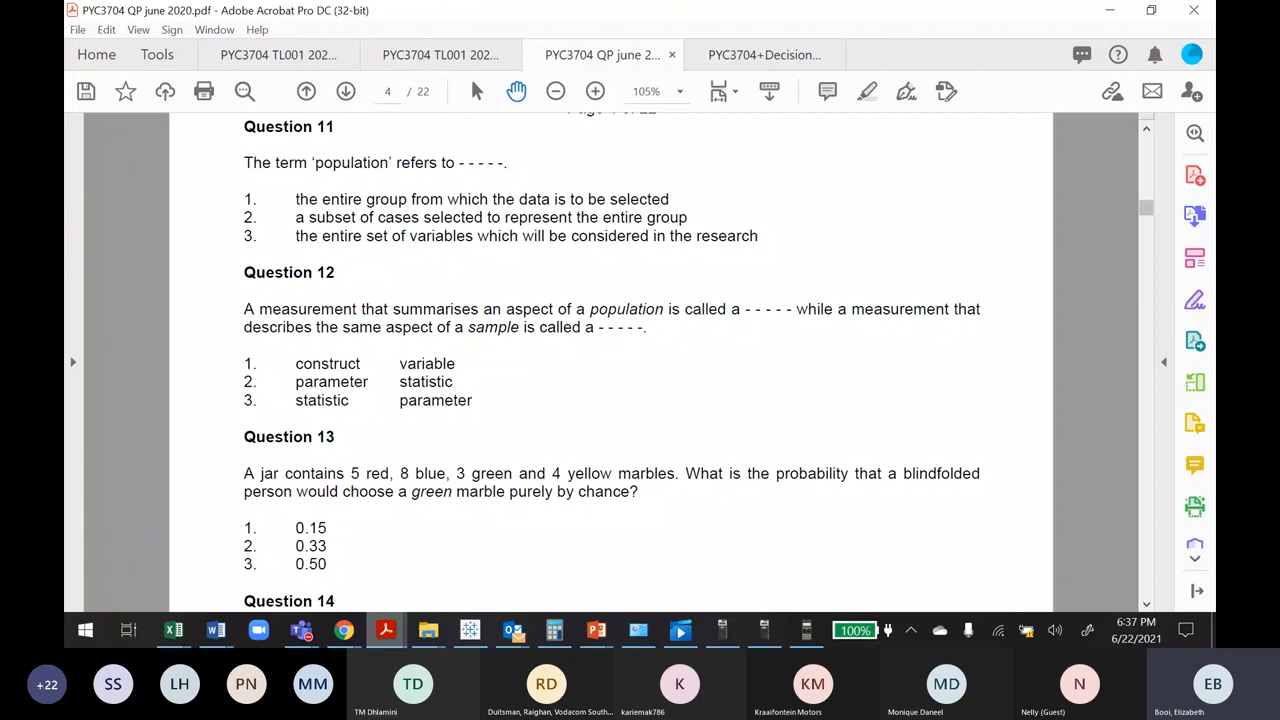 PYC3704 QP june 2020.pdf - Adobe Acrobat Pro DC (32-bit)
File Edit View Sign Window Help
Home Tools PYC3704 TL001 202... PYC3704 TL001 202... PYC3704 QP june 2... × PYC3704+Decision...
4 / 22 105%
Question 11
The term ‘population’ refers to - - - - -.
1. the entire group from which the data is to be selected
2. a subset of cases selected to represent the entire group
3. the entire set of variables which will be considered in the research
Question 12
A measurement that summarises an aspect of a population is called a - - - - - while a measurement that
describes the same aspect of a sample is called a - - - - -.
1. construct variable
2. parameter statistic
3. statistic parameter
Question 13
A jar contains 5 red, 8 blue, 3 green and 4 yellow marbles. What is the probability that a blindfolded
person would choose a green marble purely by chance?
1. 0.15
2. 0.33
3. 0.50
Question 14
100%
6:37 PM
6/22/2021
+22 SS LH PN MM TD RD K KM MD N EB
TM Dhlamini Duitsman, Raighan, Vodacom South... kariemak786 Kraaifontein Motors Monique Daneel Nelly (Guest) Booi, Elizabeth